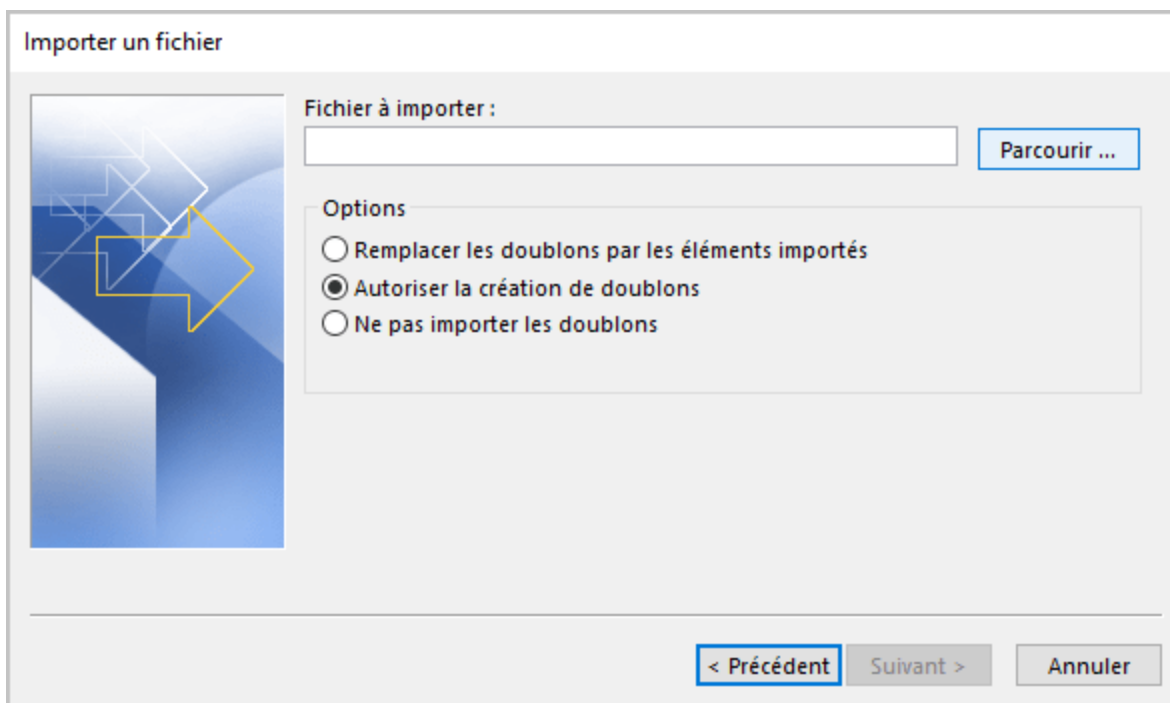 Importer un fichier
Fichier à importer :
Parcourir ...
Options
Remplacer les doublons par les éléments importés
Autoriser la création de doublons
Ne pas importer les doublons
< Précédent
Suivant >
Annuler